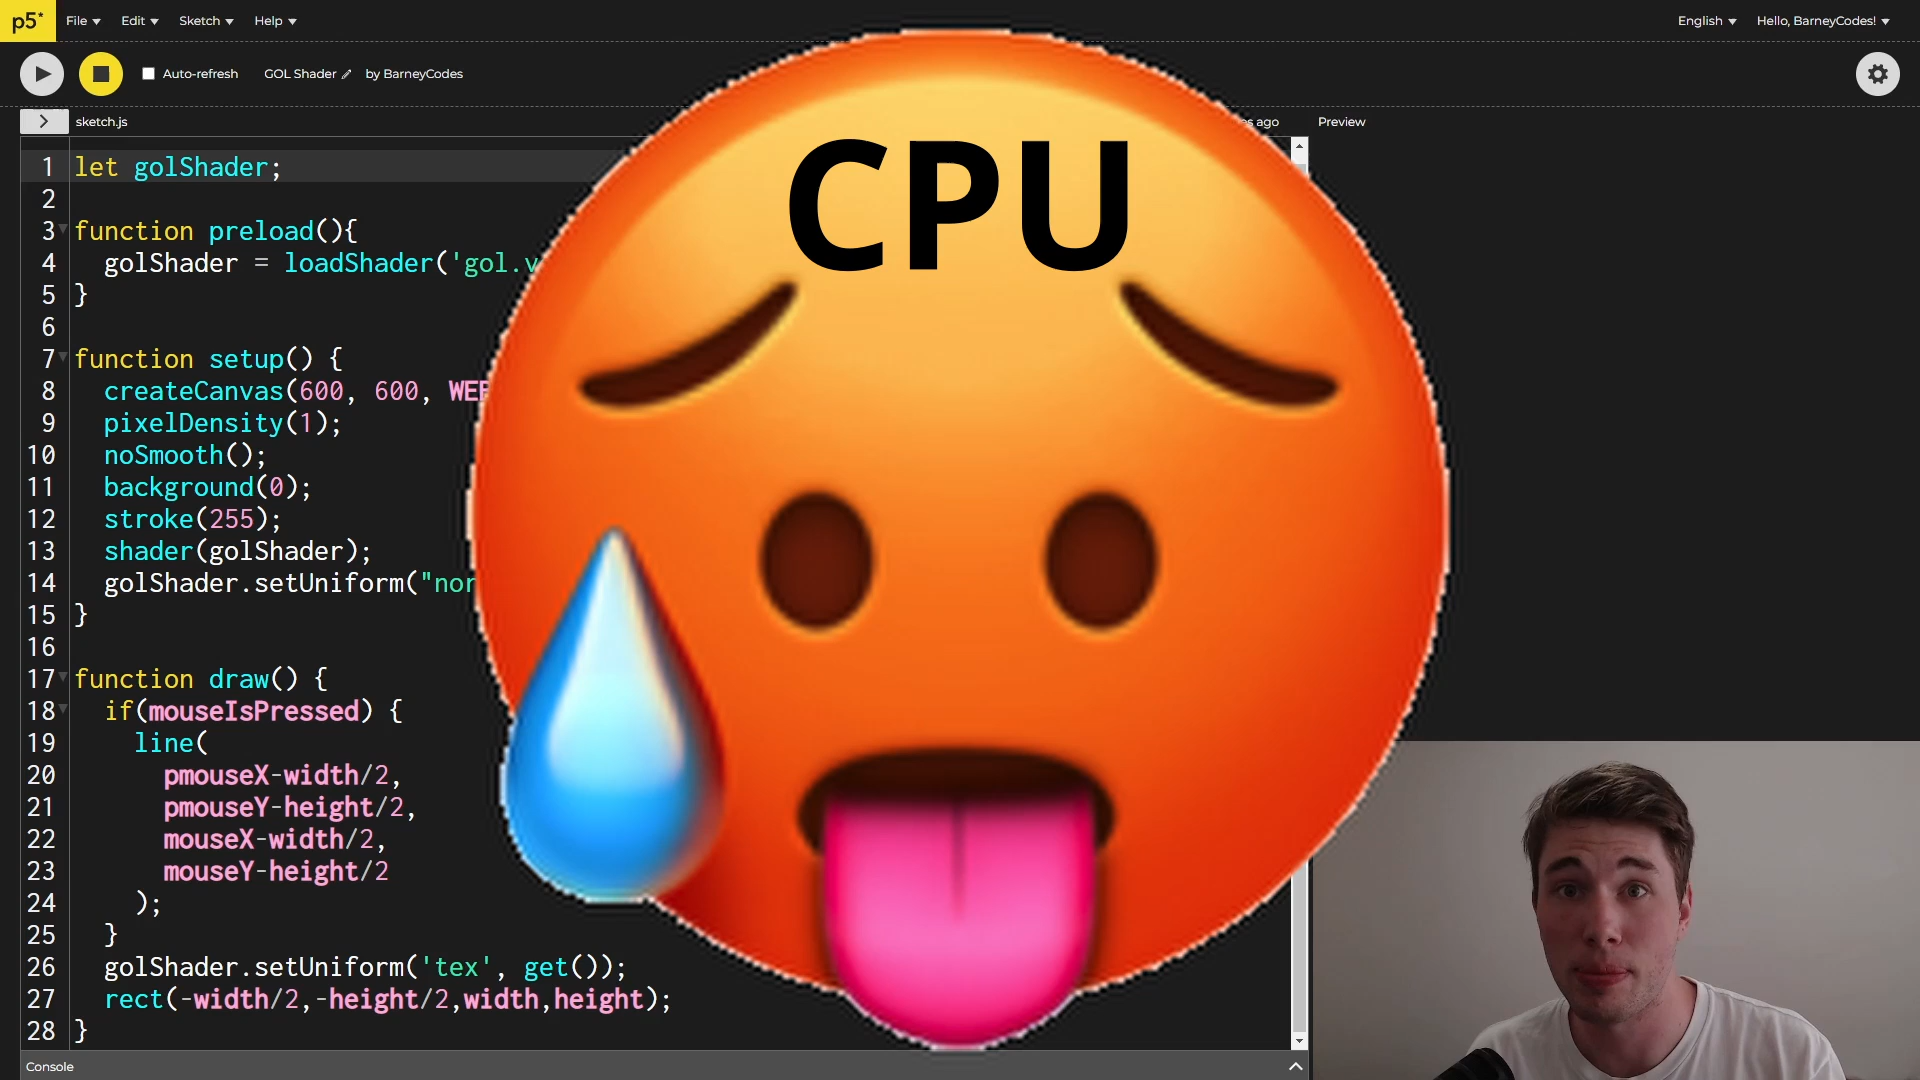 p5*
File
Edit
Sketch
Help
English
Hello, BarneyCodes!
Auto-refresh
GOL Shader
by BarneyCodes
sketch.js
ago
Preview
CPU
1 let golShader;
2
3 function preload(){
4 golShader = loadShader('gol.v
5 }
6
7 function setup() {
8 createCanvas(600, 600, WEB
9 pixelDensity(1);
10 noSmooth();
11 background(0);
12 stroke(255);
13 shader(golShader);
14 golShader.setUniform("nor
15 }
16
17 function draw() {
18 if(mouseIsPressed) {
19 line(
20 pmouseX-width/2,
21 pmouseY-height/2,
22 mouseX-width/2,
23 mouseY-height/2
24 );
25 }
26 golShader.setUniform('tex', get());
27 rect(-width/2,-height/2,width,height);
28 }
Console